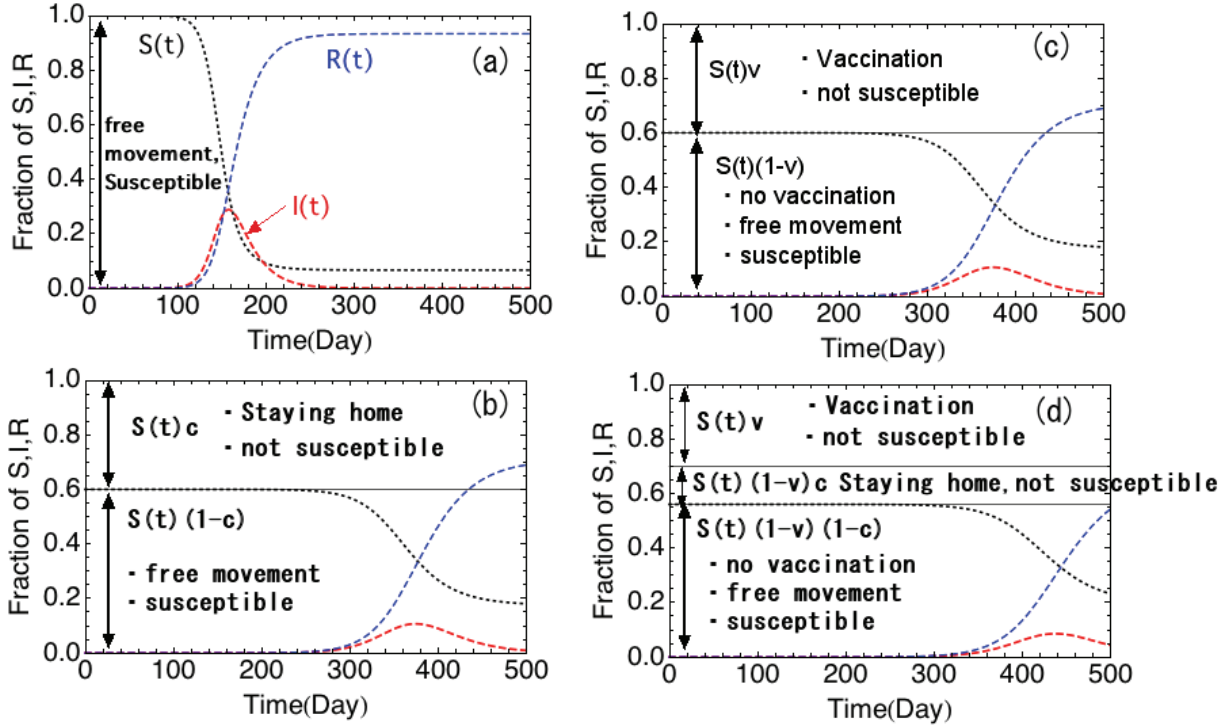 1.0
0.8
0.6
0.4
0.2
0.0
Fraction of S,I,R
S(t)
R(t)
(a)
free
movement,
Susceptible
I(t)
0 100 200 300 400 500
Time(Day)
1.0
0.8
0.6
0.4
0.2
0.0
Fraction of S,I,R
(c)
S(t)v
・ Vaccination
・ not susceptible
S(t)(1-v)
・ no vaccination
・ free movement
・ susceptible
0 100 200 300 400 500
Time(Day)
1.0
0.8
0.6
0.4
0.2
0.0
Fraction of S,I,R
(b)
S(t)c
・ Staying home
・ not susceptible
S(t)(1-c)
・ free movement
・ susceptible
0 100 200 300 400 500
Time(Day)
1.0
0.8
0.6
0.4
0.2
0.0
Fraction of S,I,R
(d)
S(t)v
・ Vaccination
・ not susceptible
S(t)(1-v)c Staying home, not susceptible
S(t)(1-v)(1-c)
・ no vaccination
・ free movement
・ susceptible
0 100 200 300 400 500
Time(Day)